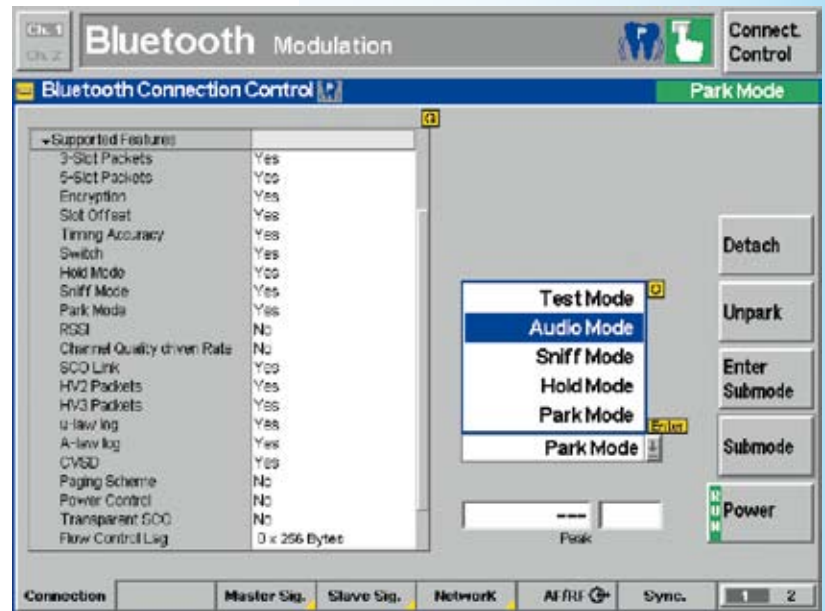 Ch. 1
Ch. 2
Bluetooth Modulation
Connect.
Control
Bluetooth Connection Control
Park Mode
Supported Features
3-Slot Packets Yes
5-Slot Packets Yes
Encryption Yes
Slot Offset Yes
Timing Accuracy Yes
Switch Yes
Hold Mode Yes
Sniff Mode Yes
Park Mode Yes
RSSI No
Channel Quality driven Rate No
SCO Link Yes
HV2 Packets Yes
HV3 Packets Yes
u-law log Yes
A-law log Yes
CVSD Yes
Paging Scheme No
Power Control No
Transparent SCO No
Flow Control Lag 0 x 256 Bytes
Test Mode
Audio Mode
Sniff Mode
Hold Mode
Park Mode
Enter
Park Mode
---
Peak
Detach
Unpark
Enter
Submode
Submode
RUN
Power
Connection
Master Sig.
Slave Sig.
Network
AF/RF
Sync.
1 2